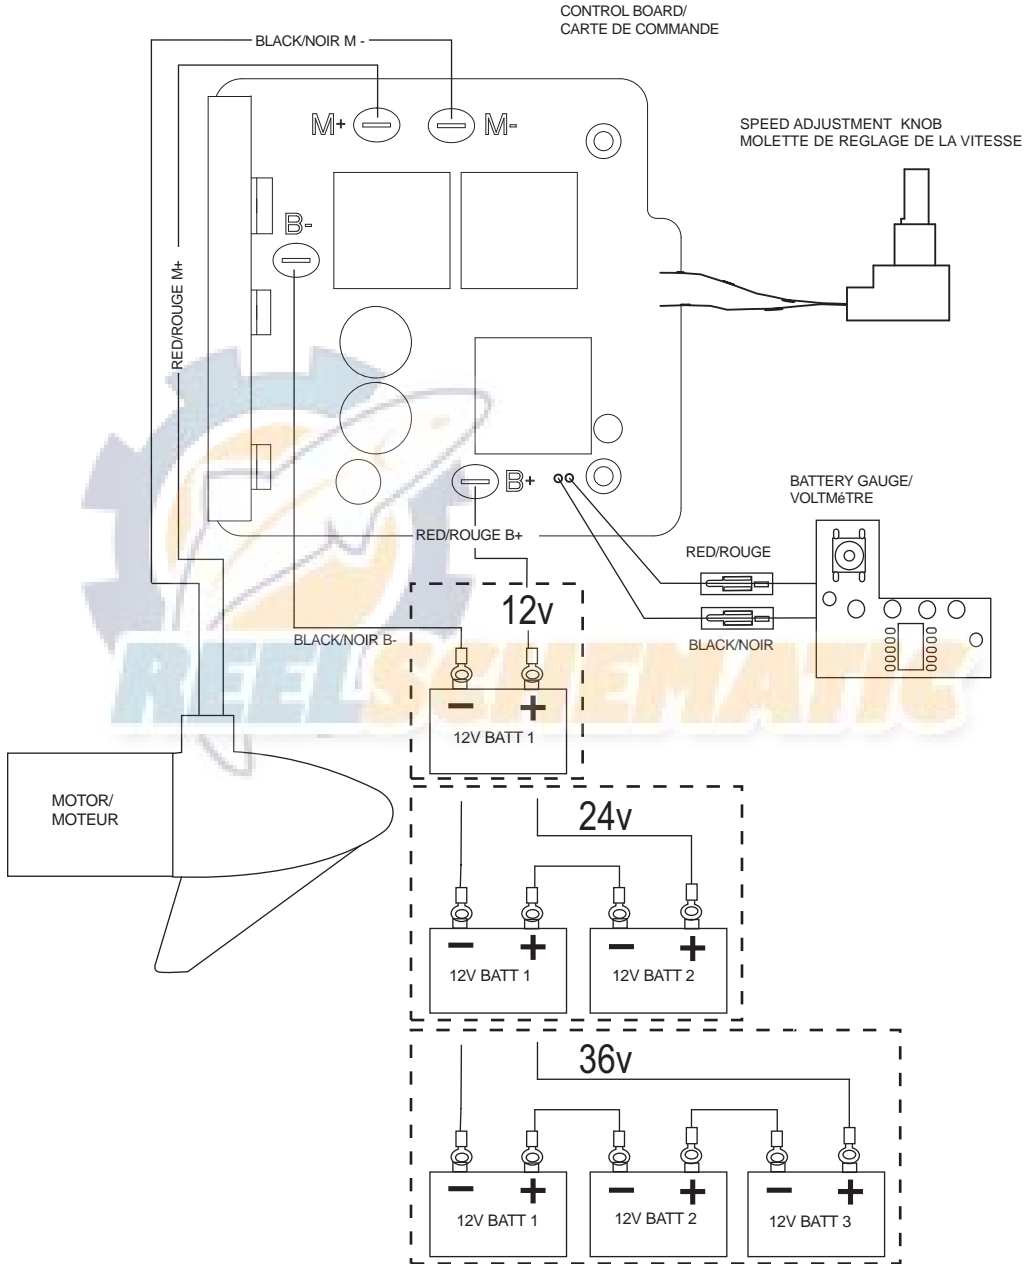 CONTROL BOARD/
CARTE DE COMMANDE
BLACK/NOIR M -
M+
M-
SPEED ADJUSTMENT KNOB
MOLETTE DE REGLAGE DE LA VITESSE
B-
RED/ROUGE M+
B+
BATTERY GAUGE/
VOLTMéTRE
RED/ROUGE B+
RED/ROUGE
12v
BLACK/NOIR B-
BLACK/NOIR
REELSCHEMATIC
- +
12V BATT 1
MOTOR/
MOTEUR
24v
- + - +
12V BATT 1
12V BATT 2
36v
- + - + - +
12V BATT 1
12V BATT 2
12V BATT 3